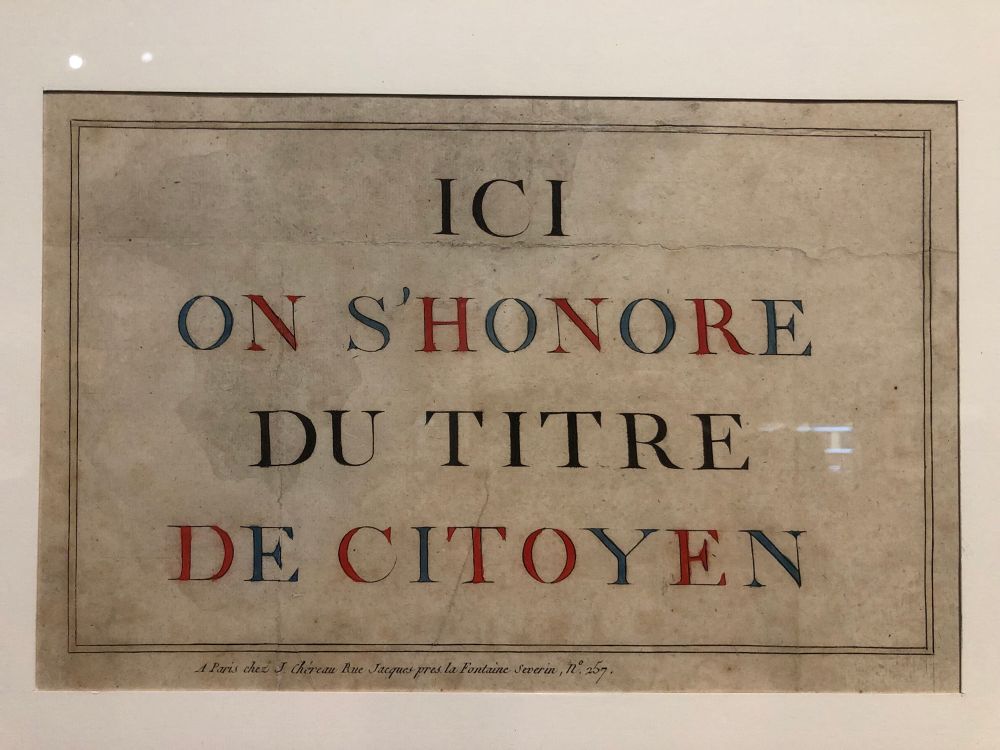 ICI
ON S'HONORE
DU TITRE
DE CITOYEN
A Paris chez J. Chéreau Rue Jacques pres la Fontaine Severin, N.º 257.